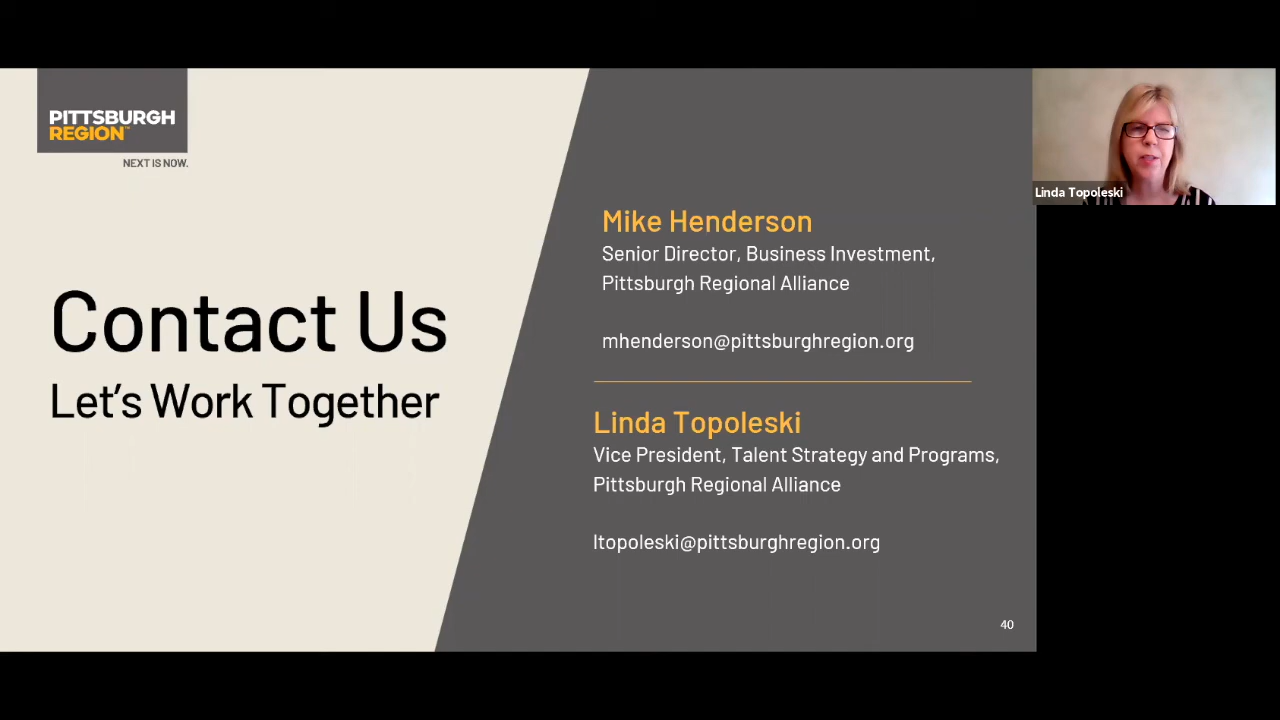 PITTSBURGH
REGION™
NEXT IS NOW.
Contact Us
Let's Work Together
Mike Henderson
Senior Director, Business Investment,
Pittsburgh Regional Alliance
mhenderson@pittsburghregion.org
Linda Topoleski
Vice President, Talent Strategy and Programs,
Pittsburgh Regional Alliance
ltopoleski@pittsburghregion.org
40
Linda Topoleski